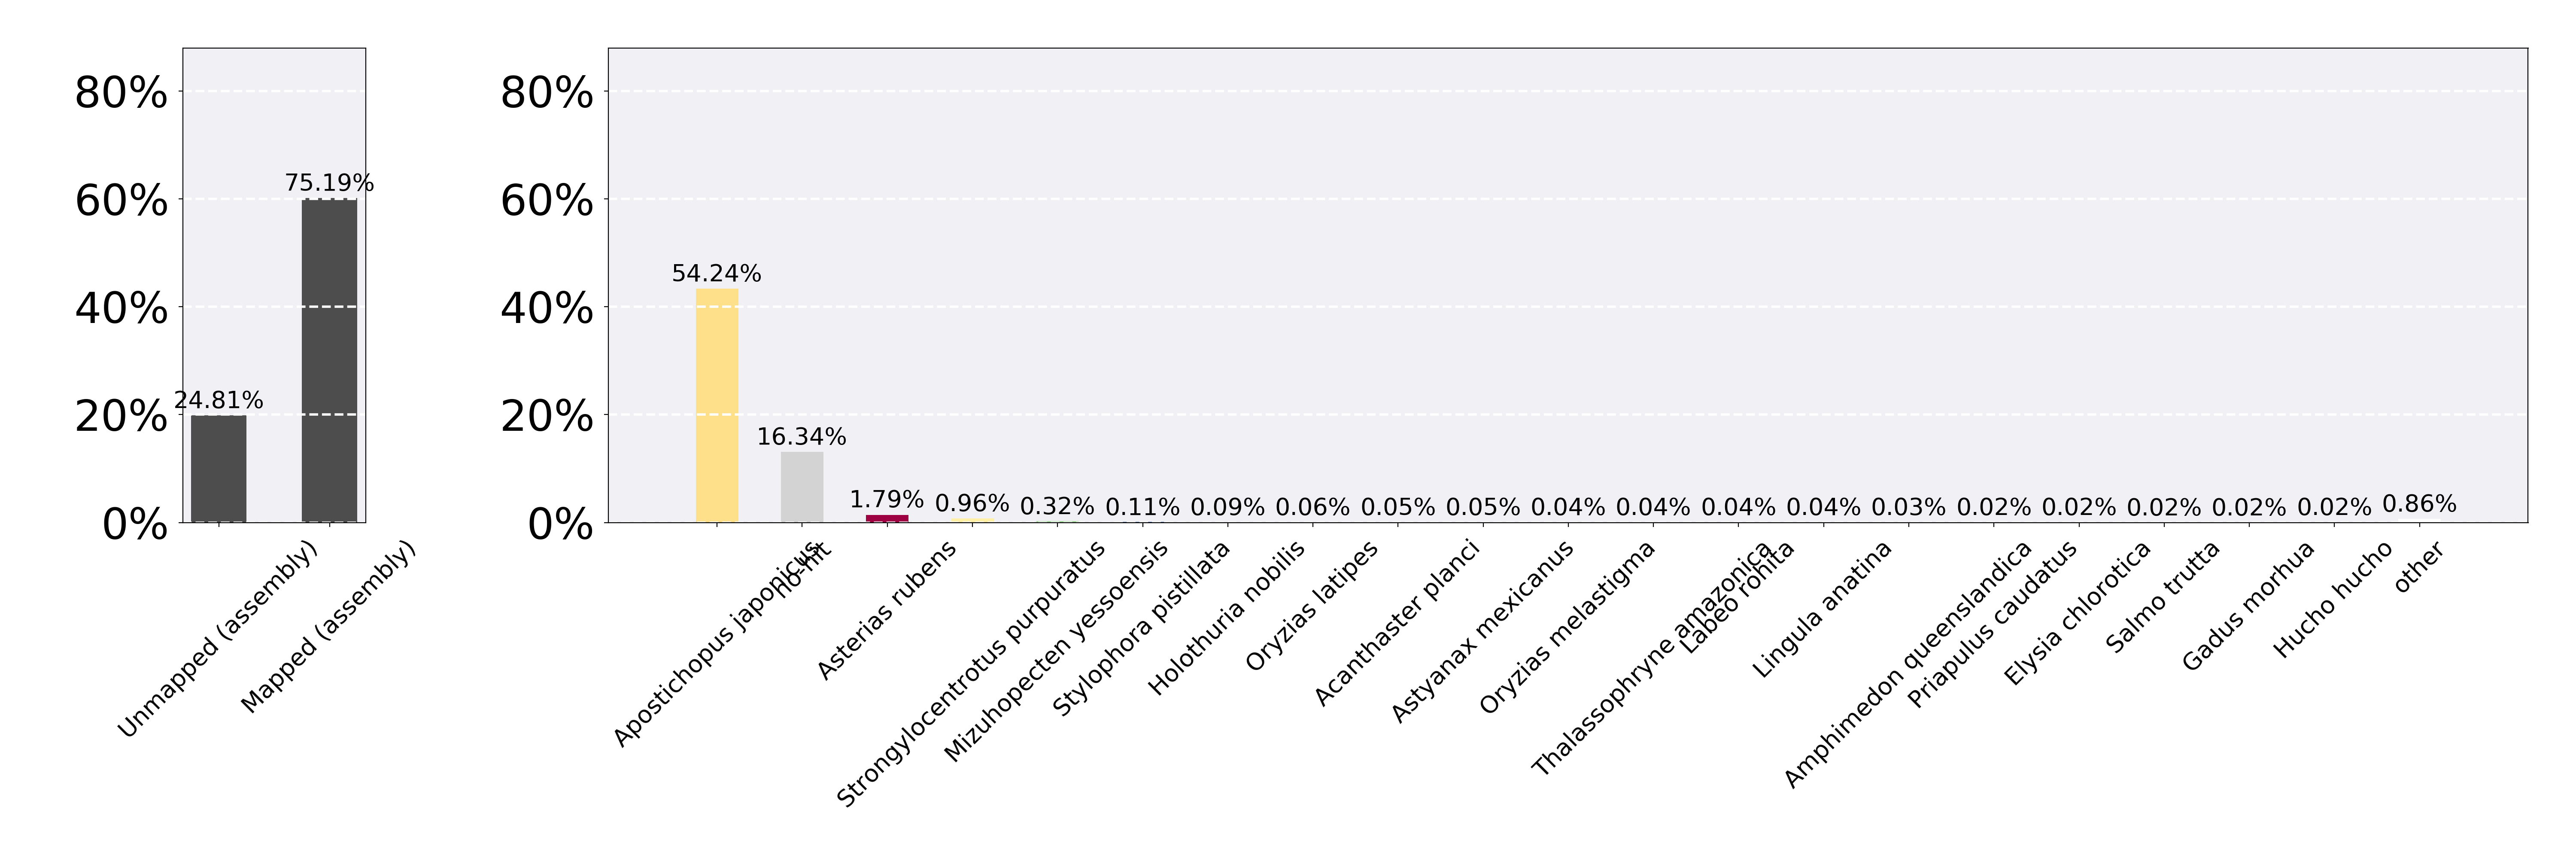 80%
60%
40%
20%
0%
75.19%
24.81%
Unmapped (assembly)
Mapped (assembly)
80%
60%
40%
20%
0%
54.24%
16.34%
1.79%
0.96%
0.32%
0.11%
0.09%
0.06%
0.05%
0.05%
0.04%
0.04%
0.04%
0.04%
0.03%
0.02%
0.02%
0.02%
0.02%
0.02%
0.86%
Apostichopus japonicus
no-hit
Asterias rubens
Strongylocentrotus purpuratus
Mizuhopecten yessoensis
Stylophora pistillata
Holothuria nobilis
Oryzias latipes
Acanthaster planci
Astyanax mexicanus
Oryzias melastigma
Thalassophryne amazonica
Labeo rohita
Lingula anatina
Amphimedon queenslandica
Priapulus caudatus
Elysia chlorotica
Salmo trutta
Gadus morhua
Hucho hucho
other